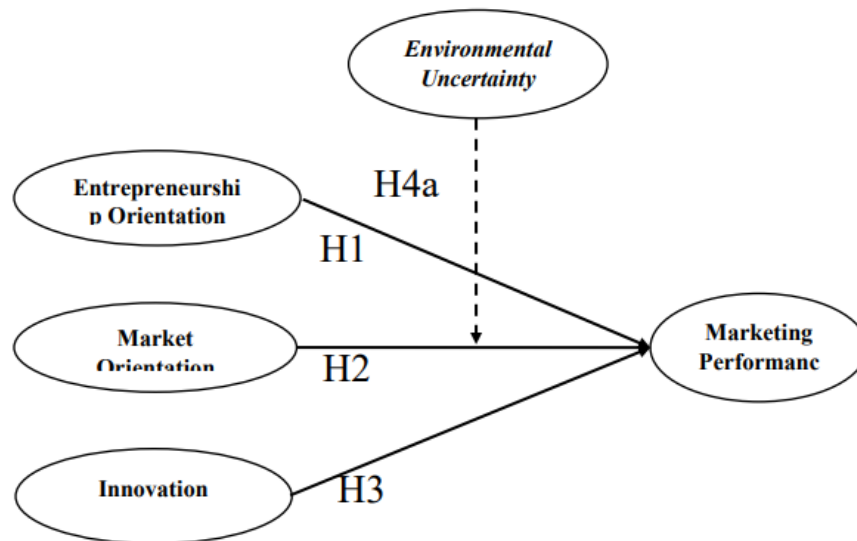 Environmental
Uncertainty
H4a
Entrepreneurshi
p Orientation
H1
Market
Orientation
H2
Marketing
Performanc
Innovation
H3